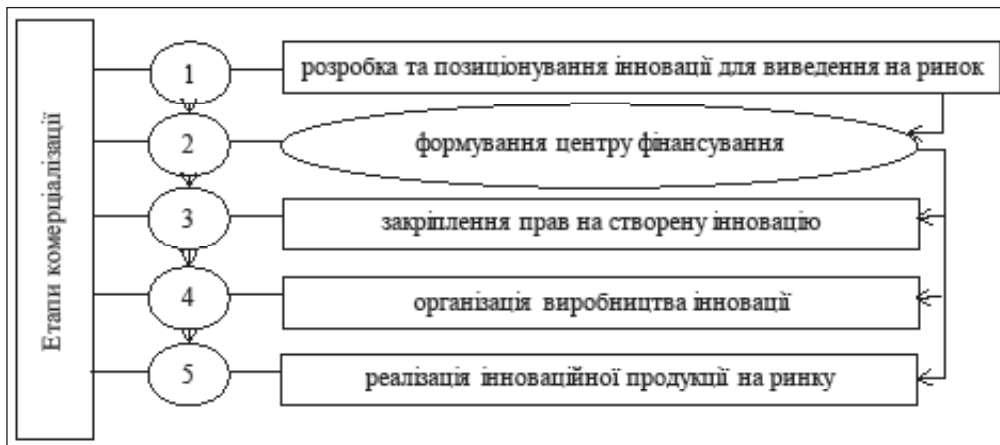 Етапи комерціалізації
1
розробка та позиціонування інновації для виведення на ринок
2
формування центру фінансування
3
закріплення прав на створену інновацію
4
організація виробництва інновації
5
реалізація інноваційної продукції на ринку